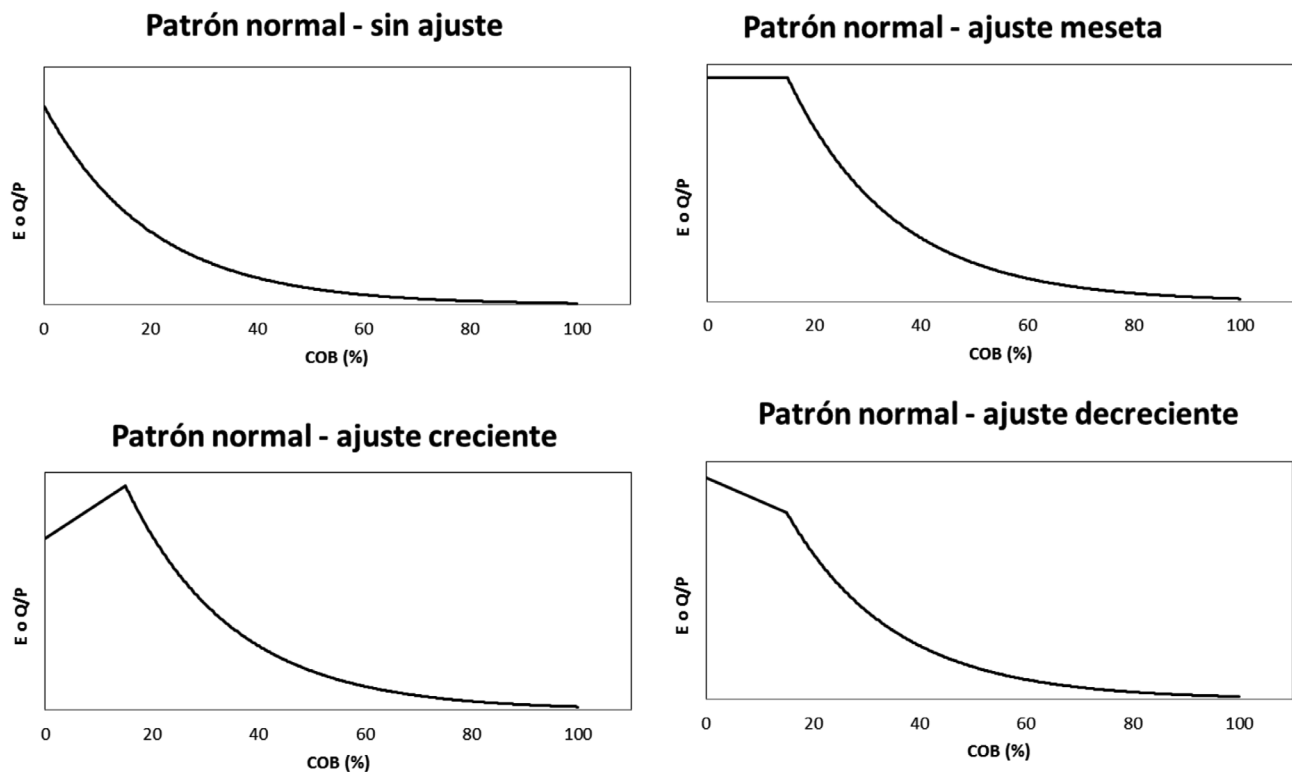 Patrón normal - sin ajuste
E o Q/P
0 20 40 60 80 100
COB (%)
Patrón normal - ajuste meseta
E o Q/P
0 20 40 60 80 100
COB (%)
Patrón normal - ajuste creciente
E o Q/P
0 20 40 60 80 100
COB (%)
Patrón normal - ajuste decreciente
E o Q/P
0 20 40 60 80 100
COB (%)